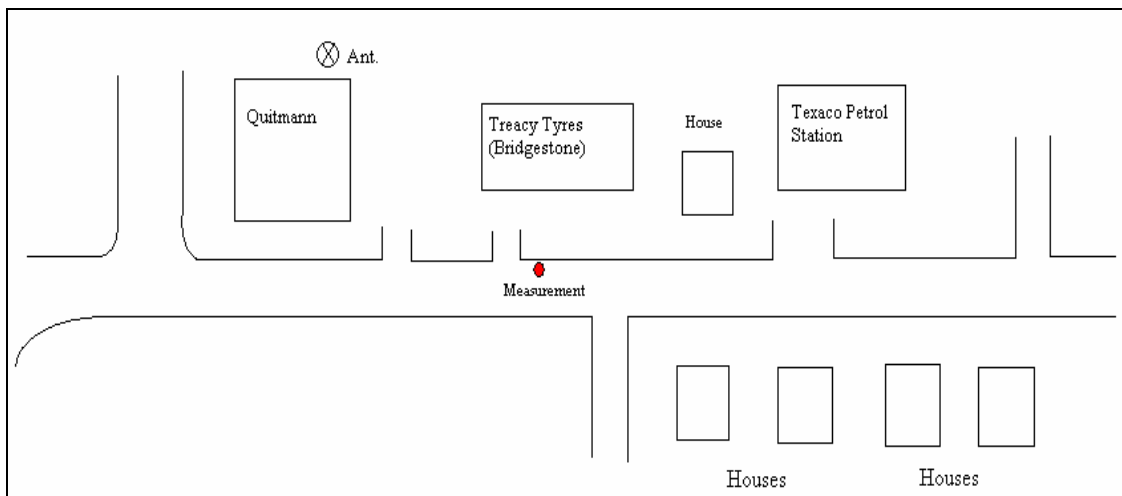 Ant.
Quitmann
Treacy Tyres
(Bridgestone)
House
Texaco Petrol
Station
Measurement
Houses
Houses